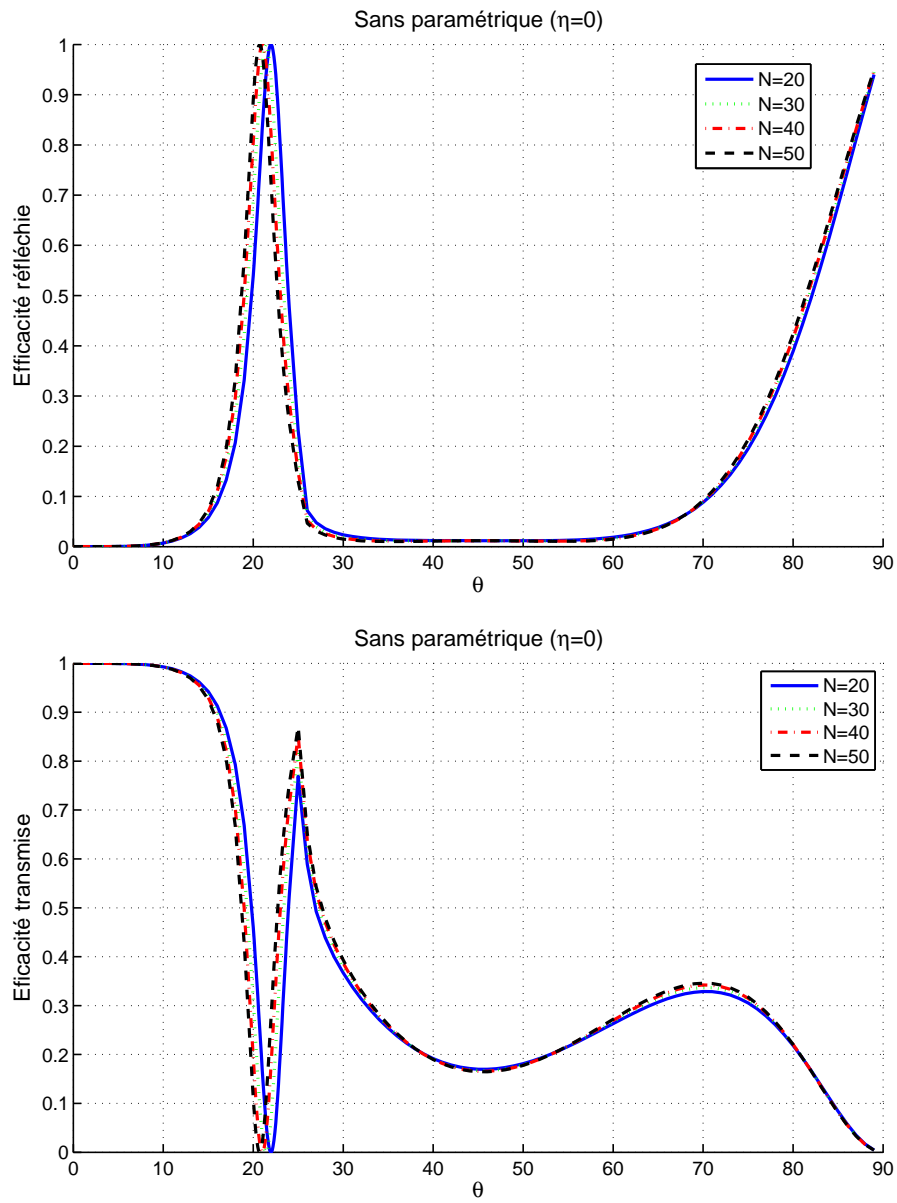 Sans paramétrique (η=0)
1
0.9
0.8
0.7
0.6
0.5
0.4
0.3
0.2
0.1
0
Efficacité réfléchie
N=20
N=30
N=40
N=50
0 10 20 30 40 50 60 70 80 90
θ
Sans paramétrique (η=0)
1
0.9
0.8
0.7
0.6
0.5
0.4
0.3
0.2
0.1
0
Eficacité transmise
N=20
N=30
N=40
N=50
0 10 20 30 40 50 60 70 80 90
θ